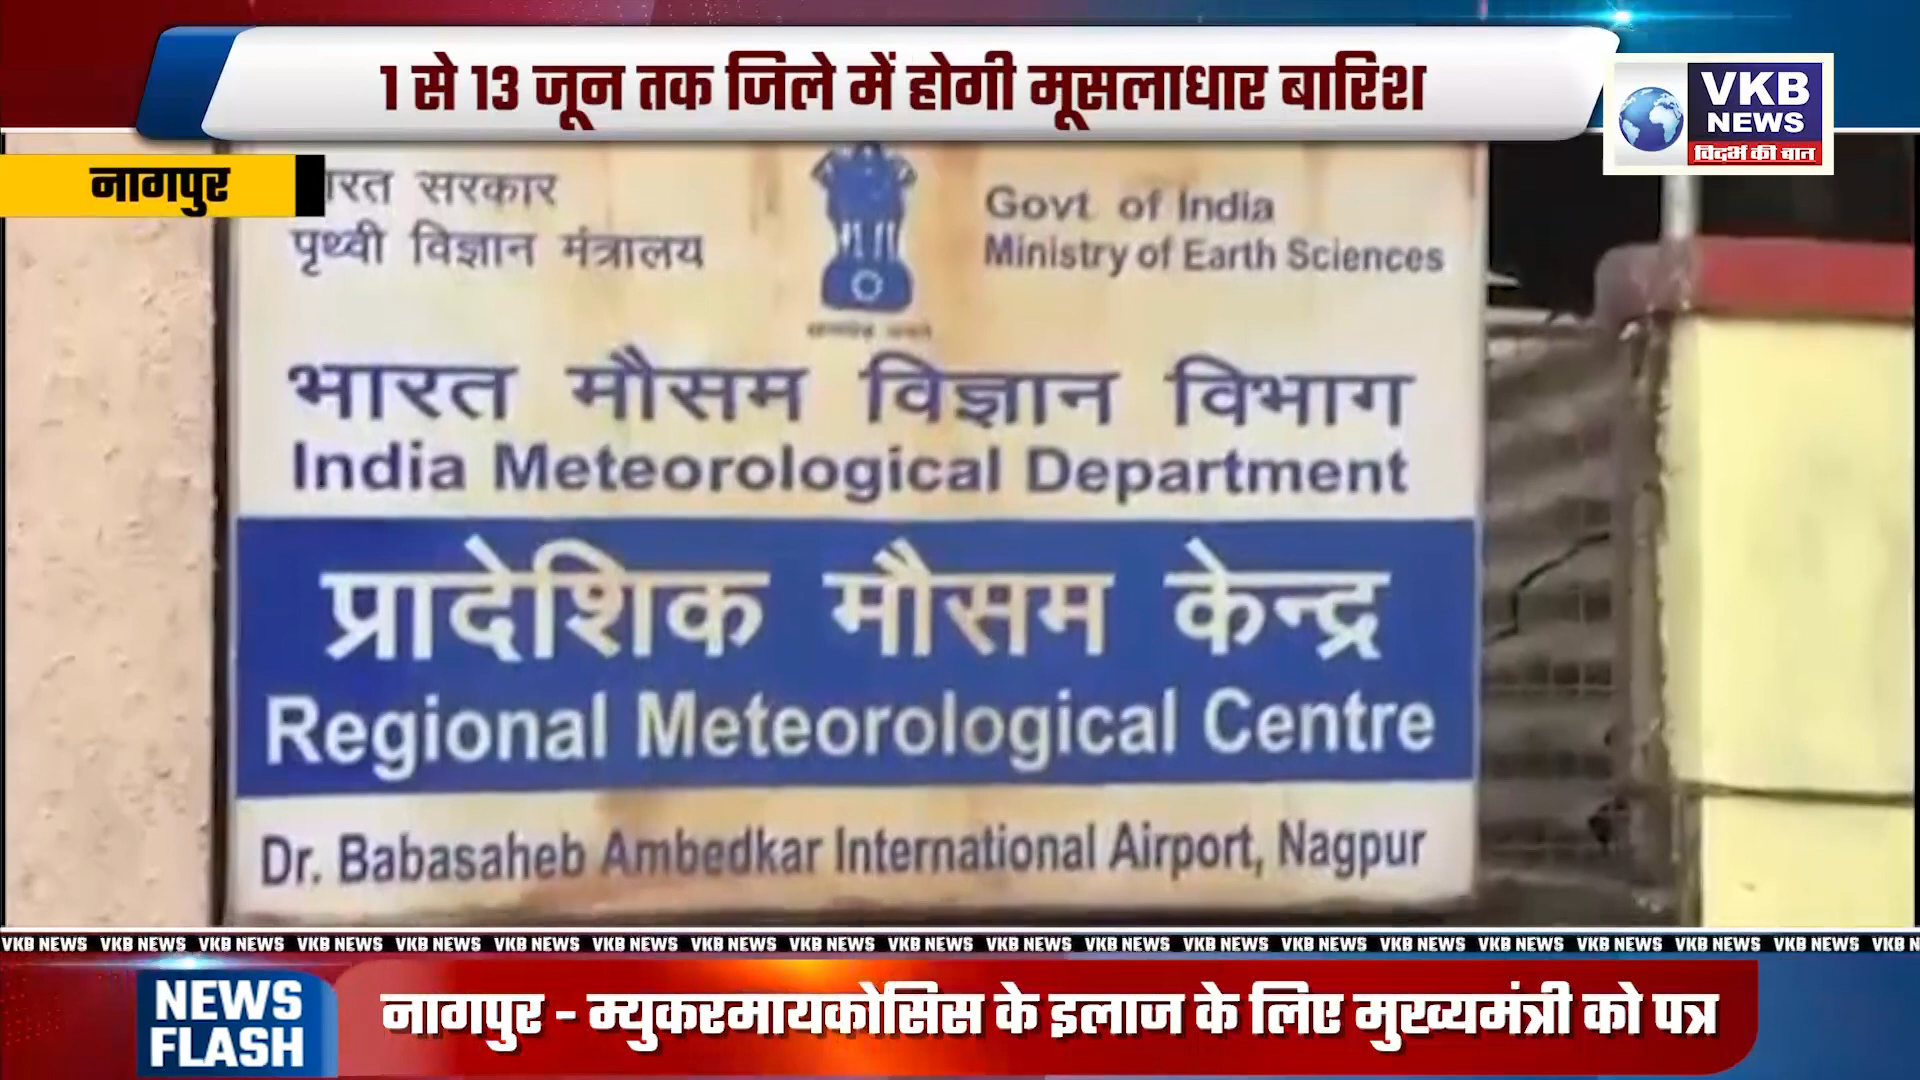 1 से 13 जून तक जिले में होगी मूसलाधार बारिश
VKB
NEWS
विदर्भ की बात
नागपुर
रत सरकार
पृथ्वी विज्ञान मंत्रालय
Govt of India
Ministry of Earth Sciences
भारत मौसम विज्ञान विभाग
India Meteorological Department
प्रादेशिक मौसम केन्द्र
Regional Meteorological Centre
Dr. Babasaheb Ambedkar International Airport, Nagpur
VKB NEWS VKB NEWS VKB NEWS VKB NEWS VKB NEWS VKB NEWS VKB NEWS VKB NEWS VKB NEWS VKB NEWS VKB NEWS VKB NEWS VKB NEWS VKB NEWS VKB NEWS VKB NEWS VKB NEWS VKB NEWS VKB NEWS VKB N
NEWS
FLASH
नागपुर - म्युकरमायकोसिस के इलाज के लिए मुख्यमंत्री को पत्र